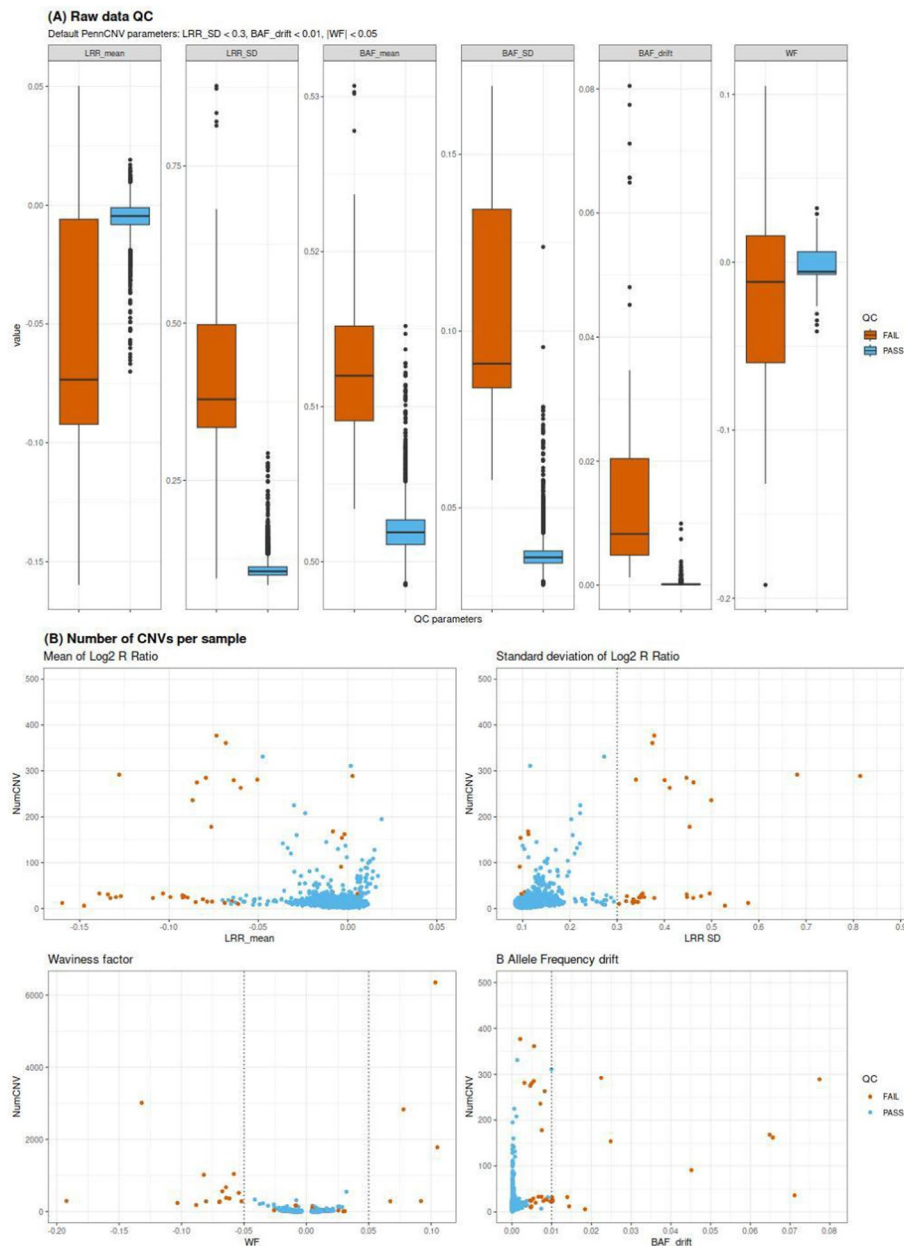 (A) Raw data QC
Default PennCNV parameters: LRR_SD < 0.3, BAF_drift < 0.01, |WF| < 0.05
LRR_mean LRR_SD BAF_mean BAF_SD BAF_drift WF
value
0.05
0.00
-0.05
-0.10
-0.15
0.75
0.50
0.25
0.53
0.52
0.51
0.50
0.15
0.10
0.05
0.08
0.06
0.04
0.02
0.00
0.1
0.0
-0.1
-0.2
QC
FAIL
PASS
QC parameters
(B) Number of CNVs per sample
Mean of Log2 R Ratio
NumCNV
500
400
300
200
100
0
-0.15 -0.10 -0.05 0.00
LRR_mean
Standard deviation of Log2 R Ratio
NumCNV
500
400
300
200
100
0
0.1 0.2 0.3 0.4 0.5 0.6 0.7 0.8 0.9
LRR SD
Waviness factor
NumCNV
6000
4000
2000
0
-0.20 -0.15 -0.10 -0.05 0.00 0.05 0.10
WF
B Allele Frequency drift
NumCNV
500
400
300
200
100
0
0.00 0.01 0.02 0.03 0.04 0.05 0.06 0.07 0.08
BAF_drift
QC
FAIL
PASS